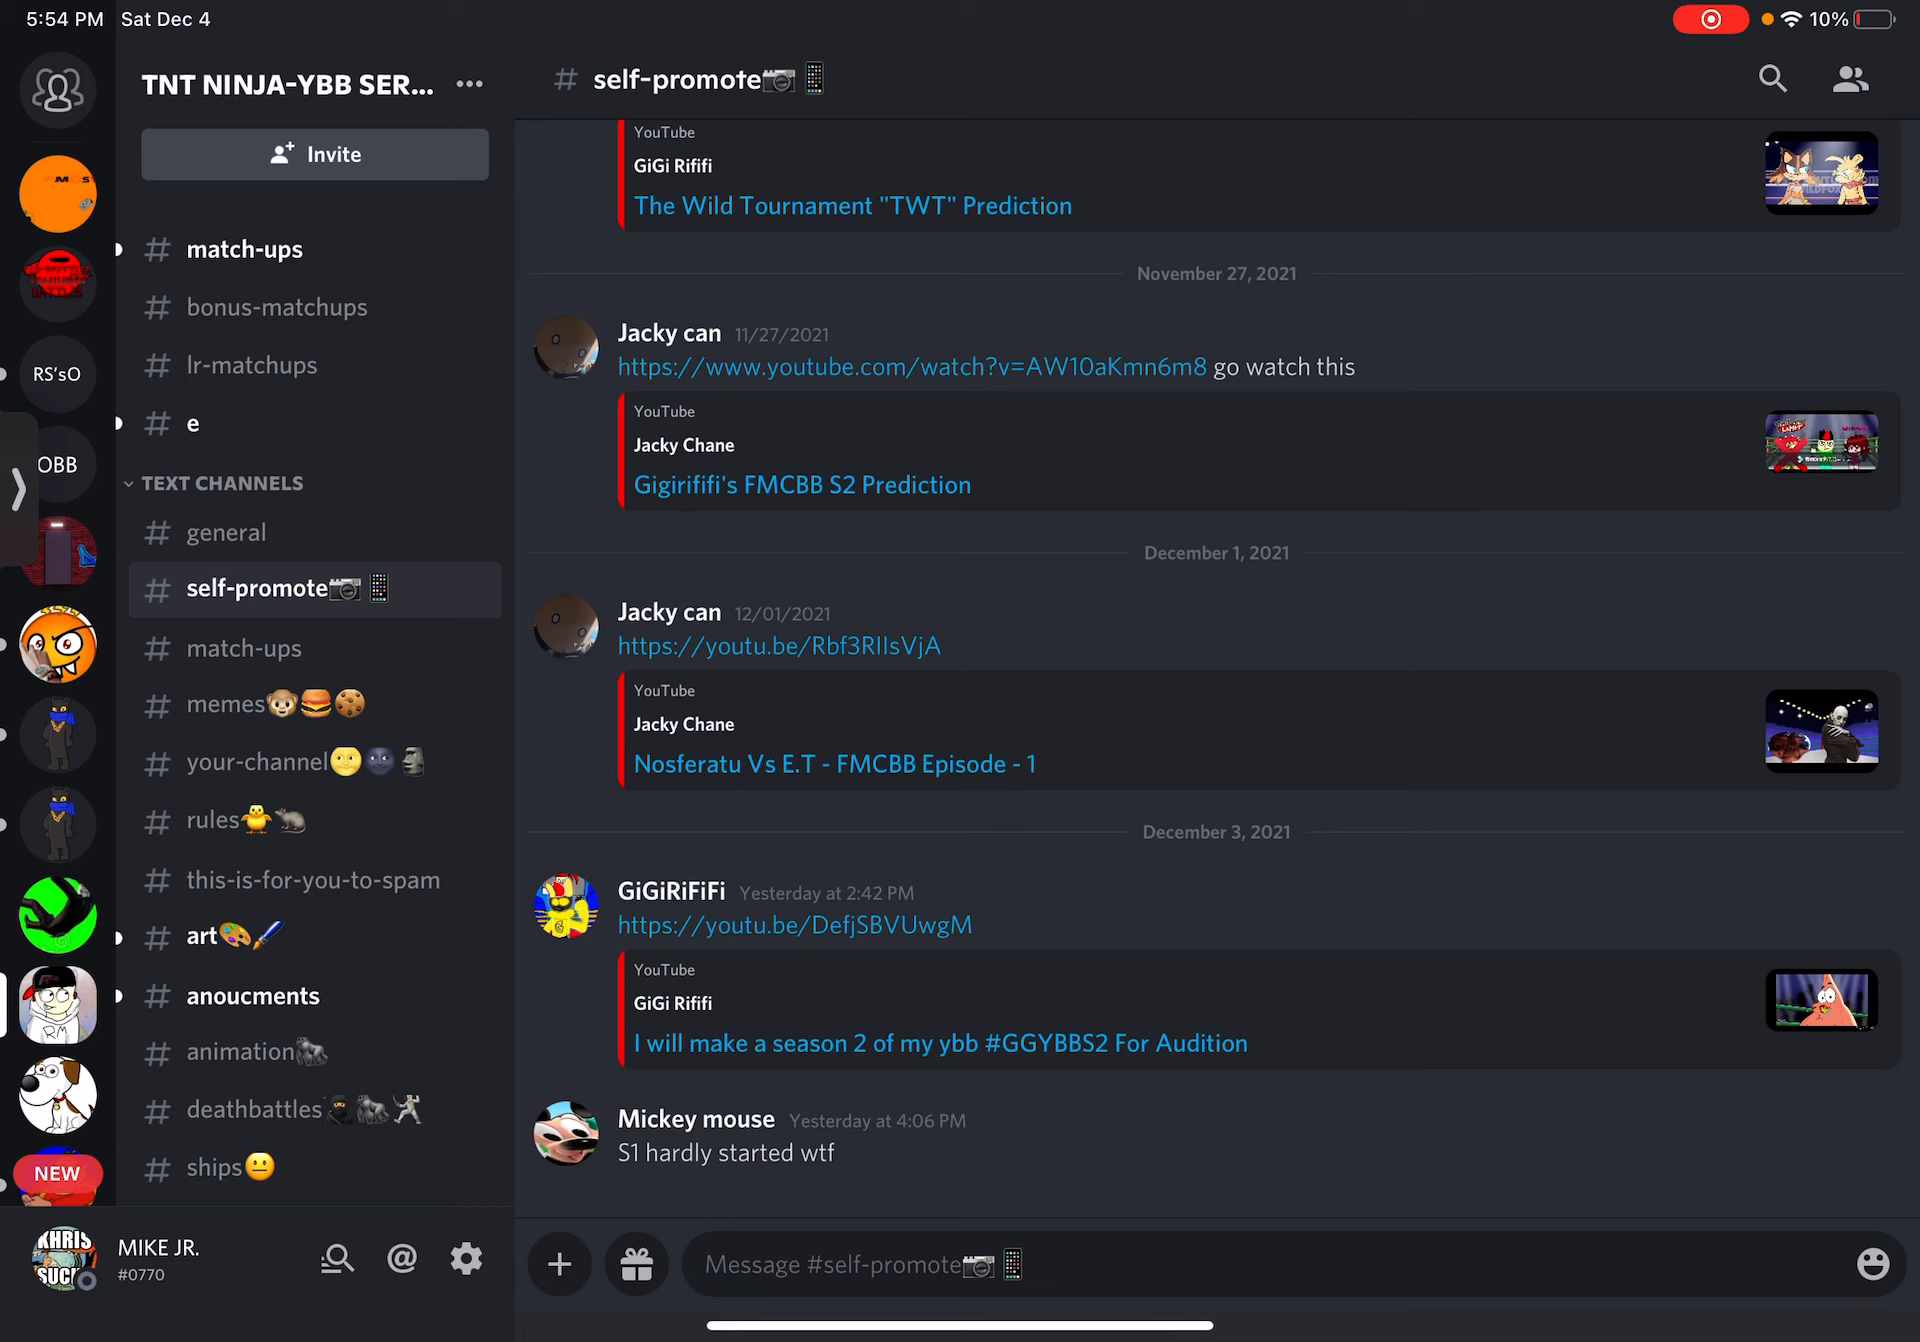 5:54 PM Sat Dec 4
10%
TNT NINJA-YBB SER...
Invite
match-ups
bonus-matchups
lr-matchups
e
TEXT CHANNELS
general
self-promote📷📱
match-ups
memes🐵🍔🍪
your-channel🌝🌚🗿
rules🐥🐀
this-is-for-you-to-spam
art🎨🖌️
anoucments
animation🦍
deathbattles🥷🦍🤺
ships😐
RS'sO
OBB
RM
NEW
KHRIS
SUC
MIKE JR.
#0770
# self-promote📷📱
YouTube
GiGi Rififi
The Wild Tournament "TWT" Prediction
November 27, 2021
Jacky can 11/27/2021
https://www.youtube.com/watch?v=AW10aKmn6m8 go watch this
YouTube
Jacky Chane
Gigirififi's FMCBB S2 Prediction
December 1, 2021
Jacky can 12/01/2021
https://youtu.be/Rbf3RIIsVjA
YouTube
Jacky Chane
Nosferatu Vs E.T - FMCBB Episode - 1
December 3, 2021
GiGiRiFiFi Yesterday at 2:42 PM
https://youtu.be/DefjSBVUwgM
YouTube
GiGi Rififi
I will make a season 2 of my ybb #GGYBBS2 For Audition
Mickey mouse Yesterday at 4:06 PM
S1 hardly started wtf
Message #self-promote📷📱